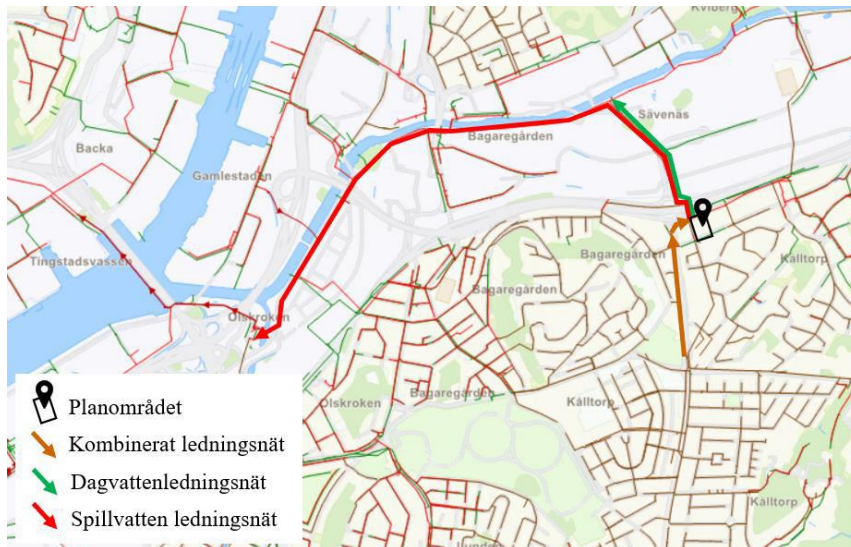 Kviberg
Sävenäs
Bagaregården
Backa
Gamlestaden
Tingstadsvassen
Bagaregården
Kålltorp
Bagaregården
Olskroken
Olskroken
Bagaregården
Kålltorp
Kålltorp
Lunden
Planområdet
Kombinerat ledningsnät
Dagvattenledningsnät
Spillvatten ledningsnät